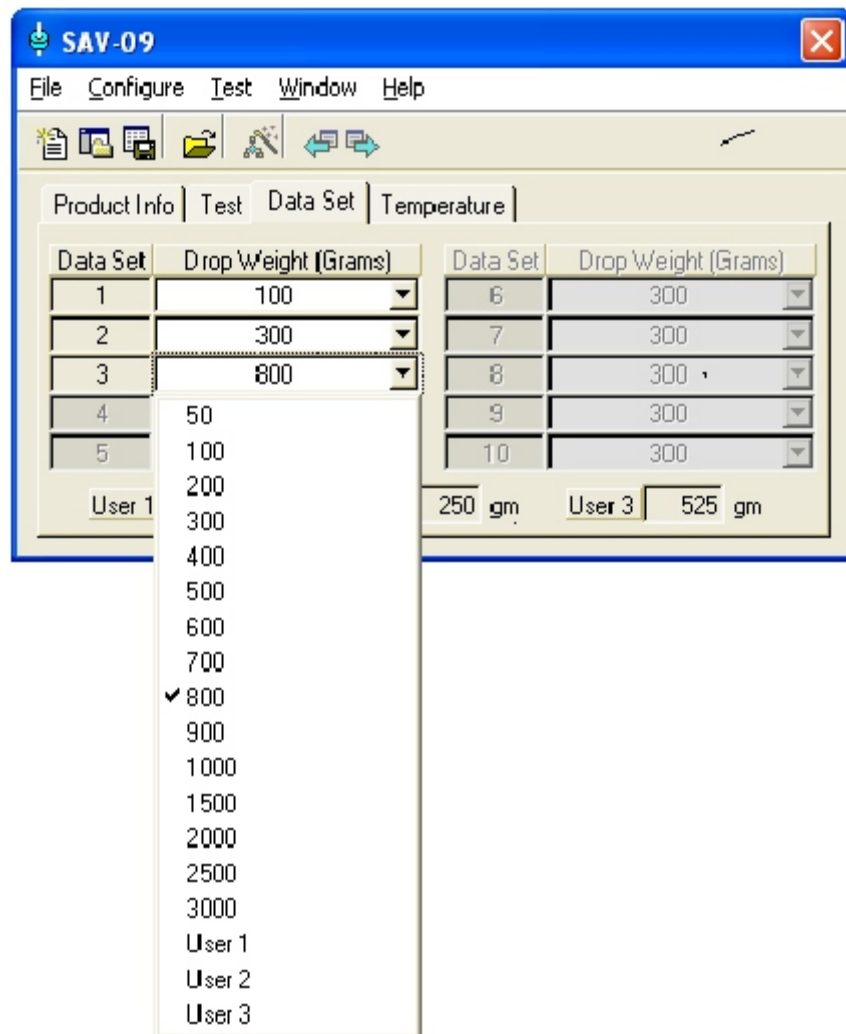 SAV-09
File Configure Test Window Help
Product Info Test Data Set Temperature
Data Set Drop Weight (Grams) Data Set Drop Weight (Grams)
1 100 6 300
2 300 7 300
3 800 8 300
4 9 300
5 10 300
User 1 250 gm User 3 525 gm
50
100
200
300
400
500
600
700
800
900
1000
1500
2000
2500
3000
User 1
User 2
User 3